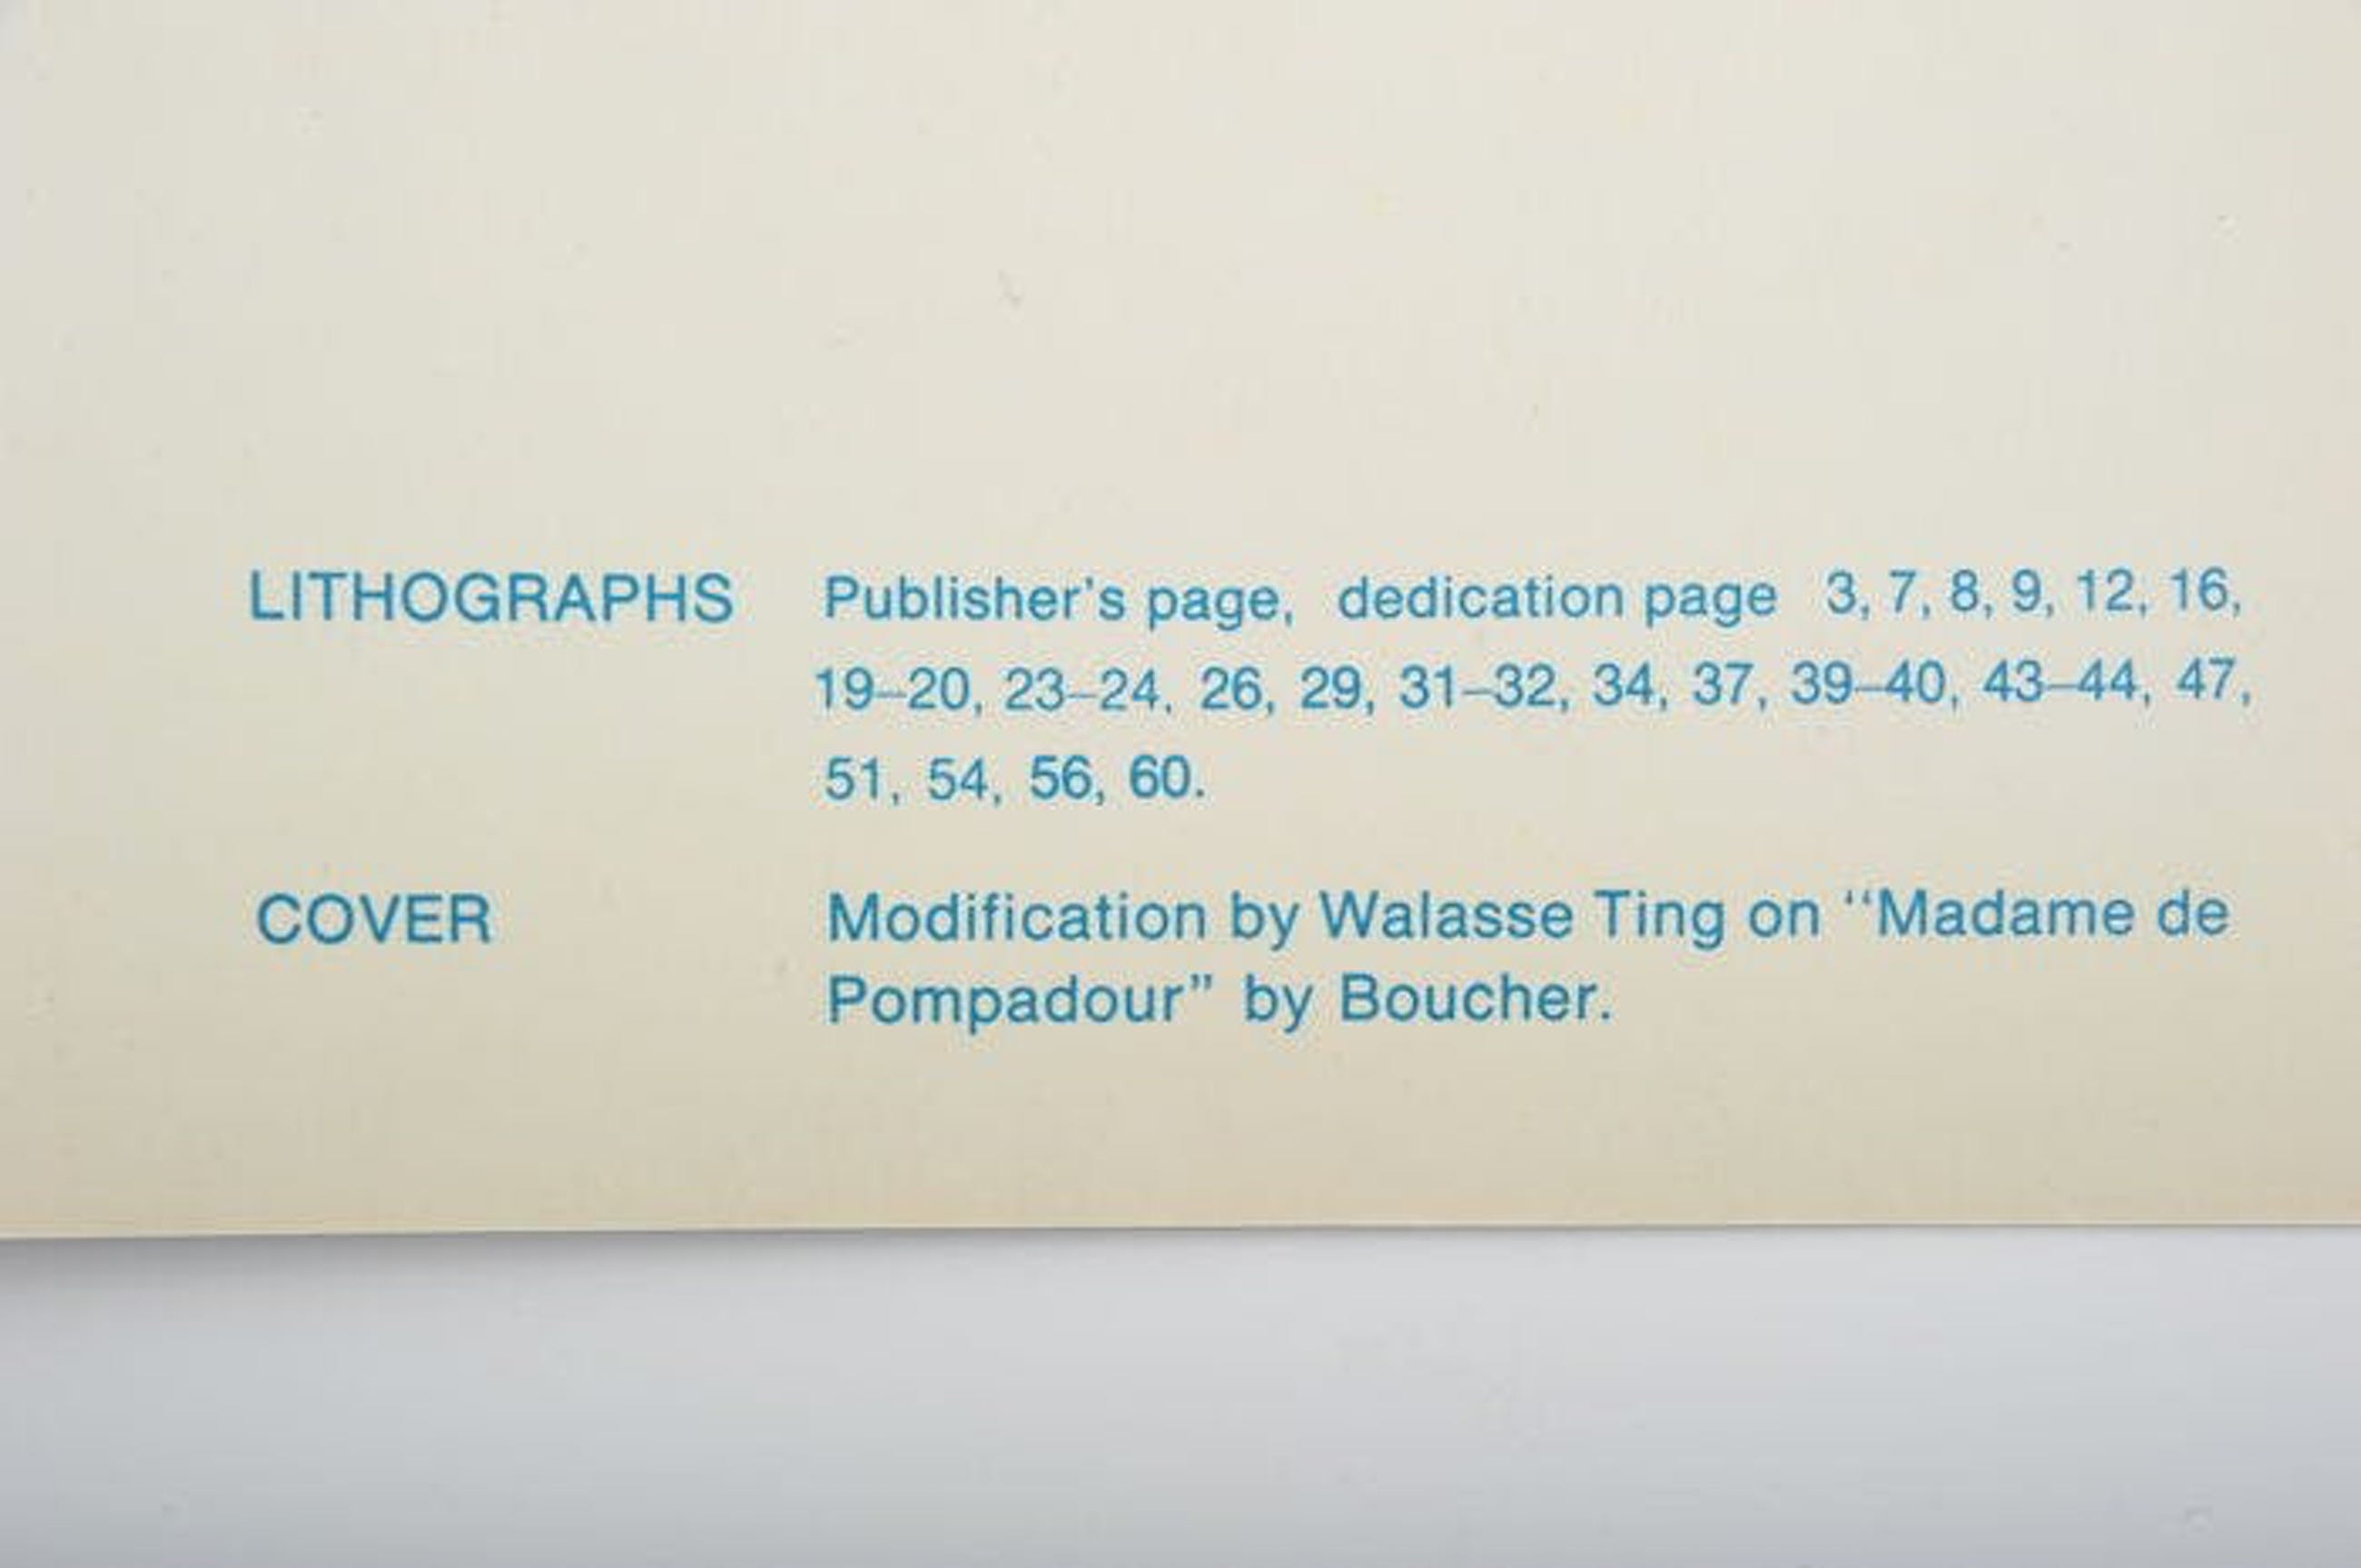 LITHOGRAPHS Publisher's page, dedication page 3, 7, 8, 9, 12, 16,
19–20, 23–24. 26, 29, 31–32, 34, 37, 39–40, 43–44, 47,
51, 54, 56, 60.
COVER Modification by Walasse Ting on ‘‘Madame de
Pompadour” by Boucher.